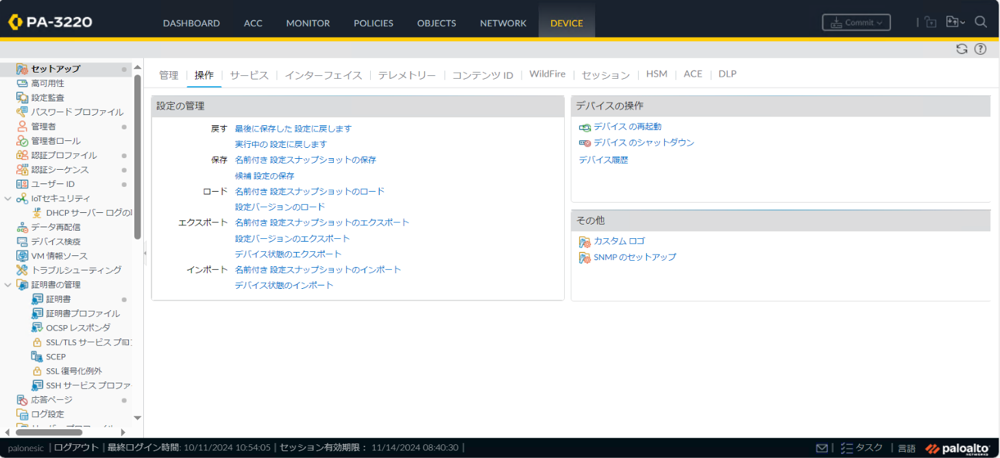 PA-3220
DASHBOARD ACC MONITOR POLICIES OBJECTS NETWORK DEVICE Commit
セットアップ
高可用性
設定監査
パスワード プロファイル
管理者
管理者ロール
認証プロファイル
認証シーケンス
ユーザー ID
IoTセキュリティ
DHCP サーバー ログの
データ再配信
デバイス検疫
VM 情報ソース
トラブルシューティング
証明書の管理
証明書
証明書プロファイル
OCSP レスポンダ
SSL/TLS サービス プロ
SCEP
SSL 復号化例外
SSH サービス プロファ
応答ページ
ログ設定
管理 操作 サービス インターフェイス テレメトリー コンテンツ ID WildFire セッション HSM ACE DLP
設定の管理
戻す 最後に保存した 設定に戻します
実行中の 設定に戻します
保存 名前付き 設定スナップショットの保存
候補 設定の保存
ロード 名前付き 設定スナップショットのロード
設定バージョンのロード
エクスポート 名前付き 設定スナップショットのエクスポート
設定バージョンのエクスポート
デバイス状態のエクスポート
インポート 名前付き 設定スナップショットのインポート
デバイス状態のインポート
デバイスの操作
デバイス の再起動
デバイス のシャットダウン
デバイス履歴
その他
カスタム ロゴ
SNMP のセットアップ
palonesic | ログアウト | 最終ログイン時間: 10/11/2024 10:54:05 | セッション有効期限： 11/14/2024 08:40:30 |
タスク | 言語 paloalto NETWORKS